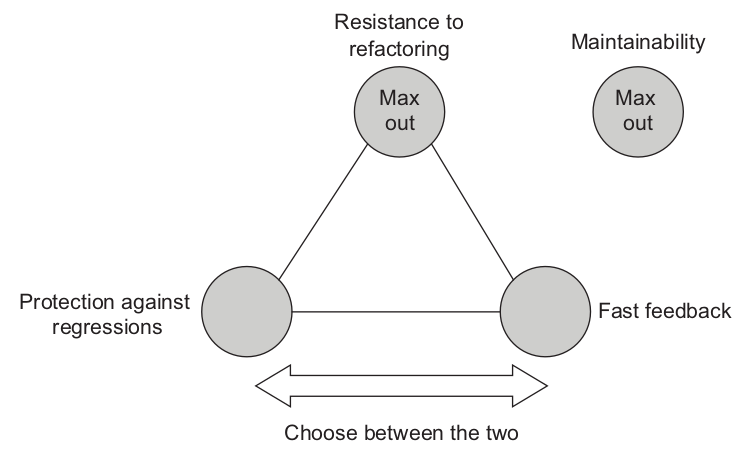 Resistance to
refactoring
Maintainability
Max
out
Max
out
Protection against
regressions
Fast feedback
Choose between the two